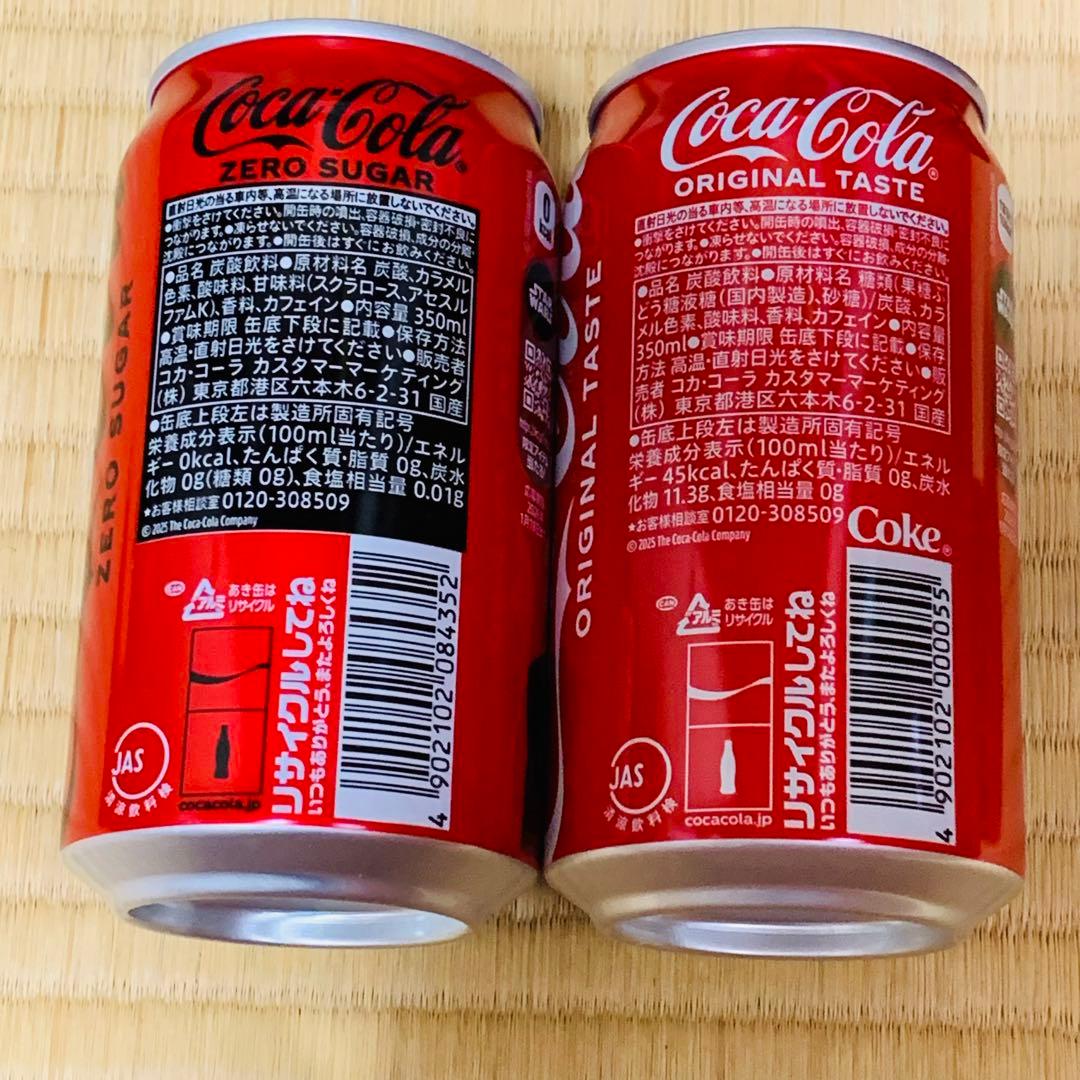 Coca-Cola®
ZERO SUGAR
直射日光の当る車内等、高温になる場所に放置しないでください。
●衝撃をさけてください。開缶時の噴出、容器破損・密封不良に
つながります。●凍らせないでください。容器破損、成分の分離・
沈殿につながります。●開缶後はすぐにお飲みください。
●品名 炭酸飲料●原材料名 炭酸、カラメル
色素、酸味料、甘味料(スクラロース、アセスル
ファムK)、香料、カフェイン●内容量 350ml
●賞味期限 缶底下段に記載●保存方法
高温・直射日光をさけてください●販売者
コカ・コーラ カスタマーマーケティング
(株) 東京都港区六本木6-2-31 国産
●缶底上段左は製造所固有記号
栄養成分表示(100ml当たり)/エネル
ギー 0kcal、たんぱく質・脂質 0g、炭水
化物 0g(糖類 0g)、食塩相当量 0.01g
★お客様相談室 0120-308509
© 2025 The Coca-Cola Company
CAN
アルミ
あき缶は
リサイクル
リサイクルしてね
いつもありがとう、またよろしくね
JAS
清涼飲料検
cocacola.jp
4 902102 084352
ZERO SUGAR
0
STAR
WARS
Coca-Cola®
ORIGINAL TASTE
直射日光の当る車内等、高温になる場所に放置しないでください。
●衝撃をさけてください。開缶時の噴出、容器破損・密封不良に
つながります。●凍らせないでください。容器破損、成分の分離・
沈殿につながります。●開缶後はすぐにお飲みください。
●品名 炭酸飲料●原材料名 糖類(果糖ぶ
どう糖液糖(国内製造)、砂糖)/炭酸、カラ
メル色素、酸味料、香料、カフェイン●内容量
350ml●賞味期限 缶底下段に記載●保存
方法 高温・直射日光をさけてください●販
売者 コカ・コーラ カスタマーマーケティング
(株) 東京都港区六本木6-2-31 国産
●缶底上段左は製造所固有記号
栄養成分表示(100ml当たり)/エネル
ギー 45kcal、たんぱく質・脂質 0g、炭水
化物 11.3g、食塩相当量 0g
★お客様相談室 0120-308509
© 2025 The Coca-Cola Company
Coke®
CAN
アルミ
あき缶は
リサイクル
リサイクルしてね
いつもありがとう、またよろしくね
JAS
清涼飲料検
cocacola.jp
4 902102 000055
ORIGINAL TASTE